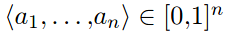 ⟨a₁, . . . ,aₙ⟩ ∈ [0,1]ⁿ